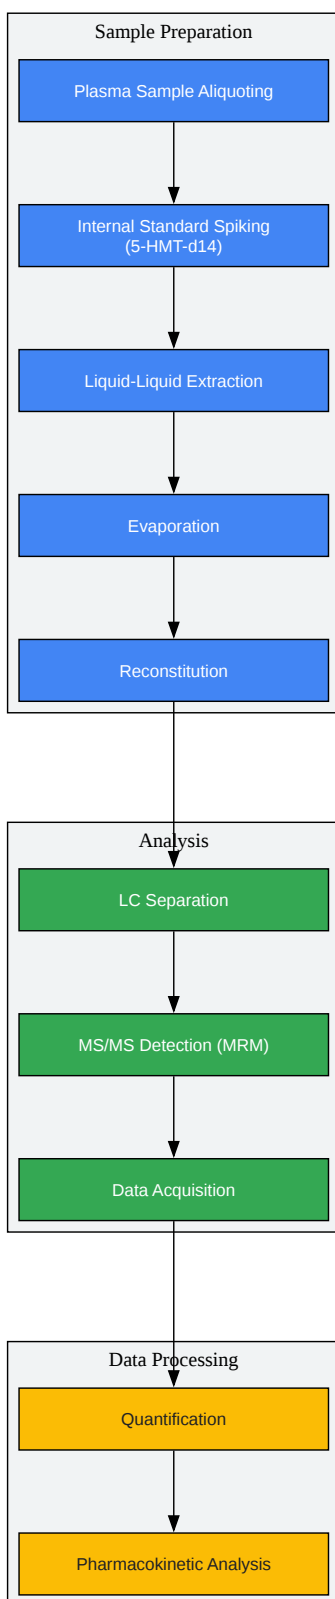 Sample Preparation
Plasma Sample Aliquoting
Internal Standard Spiking
(5-HMT-d14)
Liquid-Liquid Extraction
Evaporation
Reconstitution
Analysis
LC Separation
MS/MS Detection (MRM)
Data Acquisition
Data Processing
Quantification
Pharmacokinetic Analysis